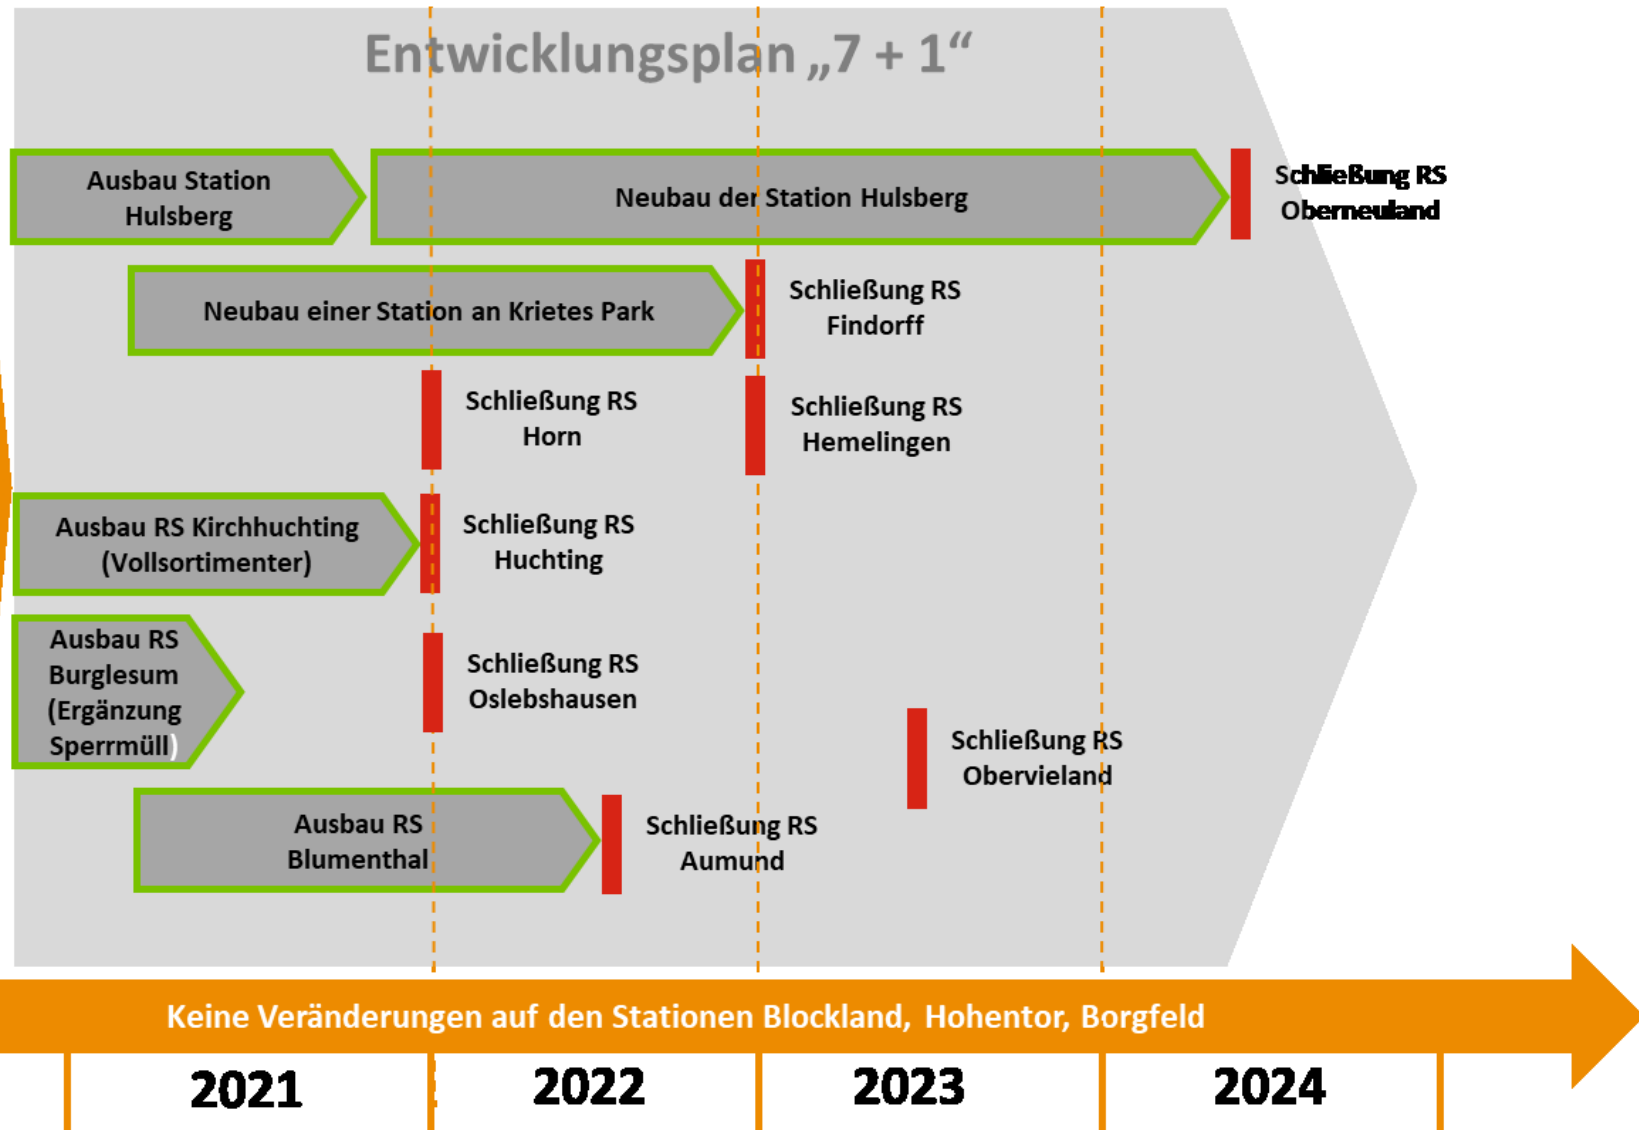 Entwicklungsplan „7 + 1“
Ausbau Station
Hulsberg
Neubau der Station Hulsberg
Schließung RS
Oberneuland
Neubau einer Station an Krietes Park
Schließung RS
Findorff
Schließung RS
Horn
Schließung RS
Hemelingen
Ausbau RS Kirchhuchting
(Vollsortimenter)
Schließung RS
Huchting
Ausbau RS
Burglesum
(Ergänzung
Sperrmüll)
Schließung RS
Oslebshausen
Schließung RS
Obervieland
Ausbau RS
Blumenthal
Schließung RS
Aumund
Keine Veränderungen auf den Stationen Blockland, Hohentor, Borgfeld
2021
2022
2023
2024